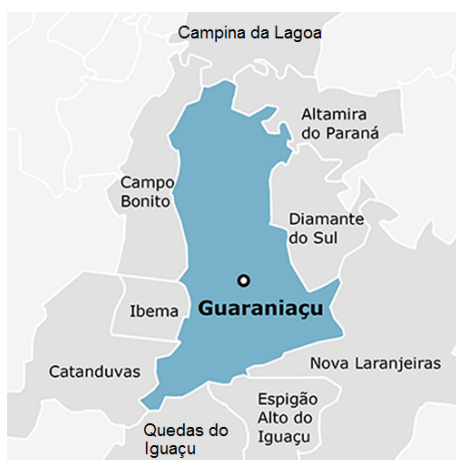 Campina da Lagoa
Altamira
do Paraná
Campo
Bonito
Diamante
do Sul
Ibema
Guaraniaçu
Catanduvas
Nova Laranjeiras
Espigão
Alto do
Iguaçu
Quedas do
Iguaçu